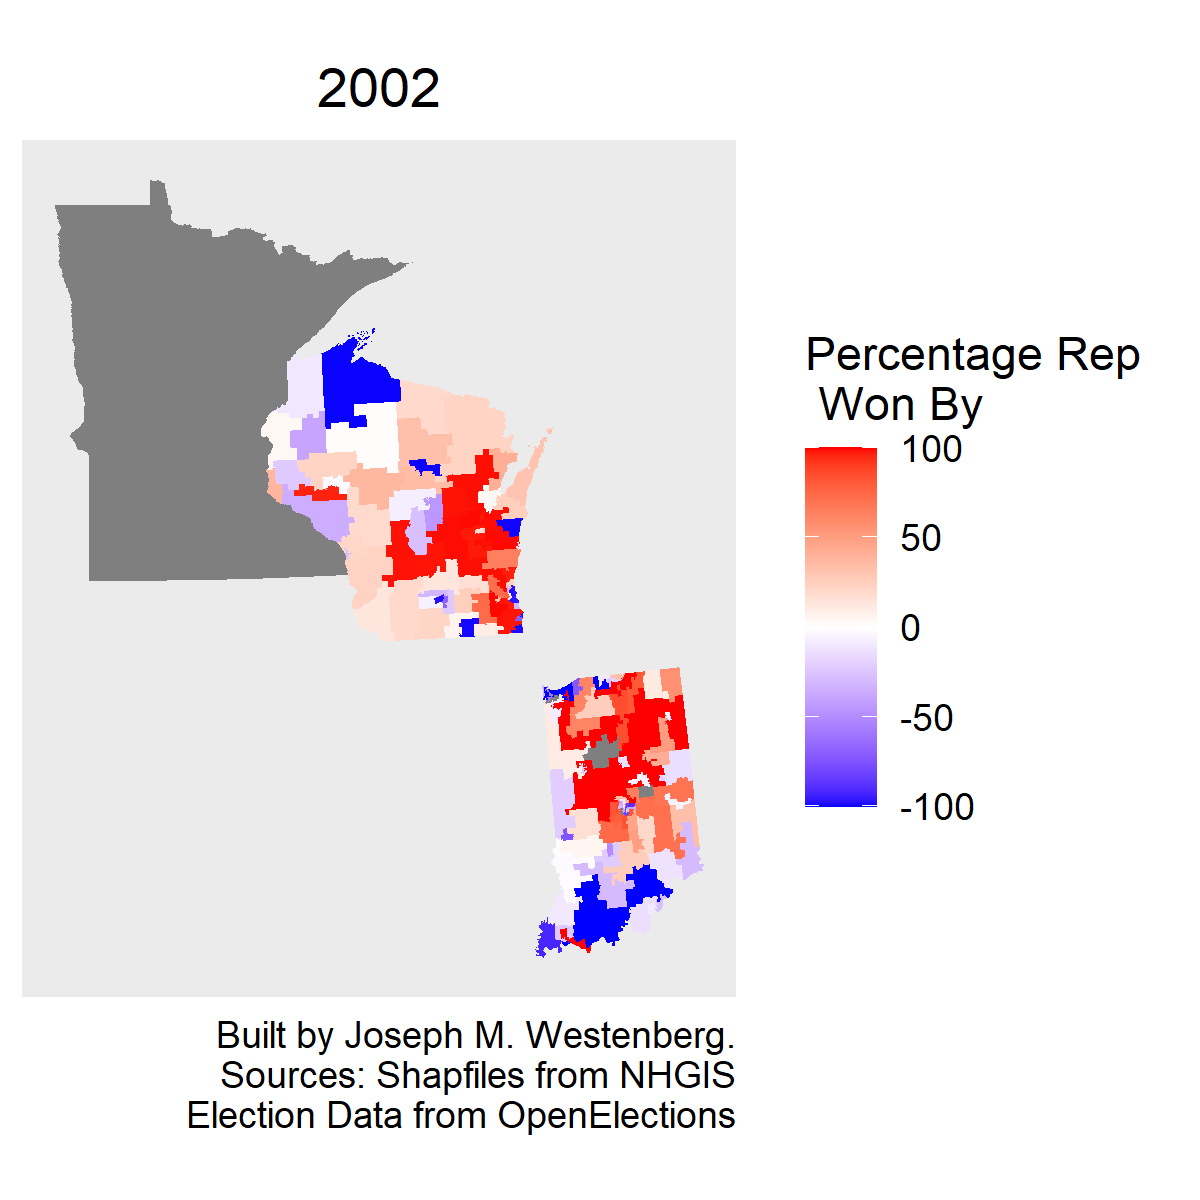 2002
Percentage Rep
Won By
100
50
0
-50
-100
Built by Joseph M. Westenberg.
Sources: Shapfiles from NHGIS
Election Data from OpenElections